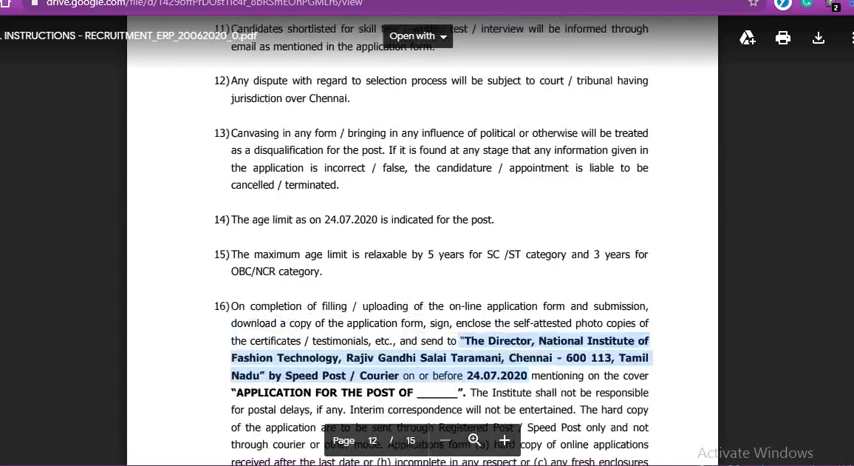 INSTRUCTIONS - RECRUITMENT_ERP_20062020_0.pdf
Open with
11) Candidates shortlisted for skill test / interview will be informed through
email as mentioned in the application form.
12) Any dispute with regard to selection process will be subject to court / tribunal having
jurisdiction over Chennai.
13) Canvasing in any form / bringing in any influence of political or otherwise will be treated
as a disqualification for the post. If it is found at any stage that any information given in
the application is incorrect / false, the candidature / appointment is liable to be
cancelled / terminated.
14) The age limit as on 24.07.2020 is indicated for the post.
15) The maximum age limit is relaxable by 5 years for SC /ST category and 3 years for
OBC/NCR category.
16) On completion of filling / uploading of the on-line application form and submission,
download a copy of the application form, sign, enclose the self-attested photo copies of
the certificates / testimonials, etc., and send to "The Director, National Institute of
Fashion Technology, Rajiv Gandhi Salai Taramani, Chennai - 600 113, Tamil
Nadu" by Speed Post / Courier on or before 24.07.2020 mentioning on the cover
"APPLICATION FOR THE POST OF ______". The Institute shall not be responsible
for postal delays, if any. Interim correspondence will not be entertained. The hard copy
of the application are to be sent through Registered Post / Speed Post only and not
through courier or other mode. Applications form (a) hard copy of online applications
received after the last date or (b) incomplete in any respect or (c) any fresh enclosures
Page 12 / 15
Activate Windows